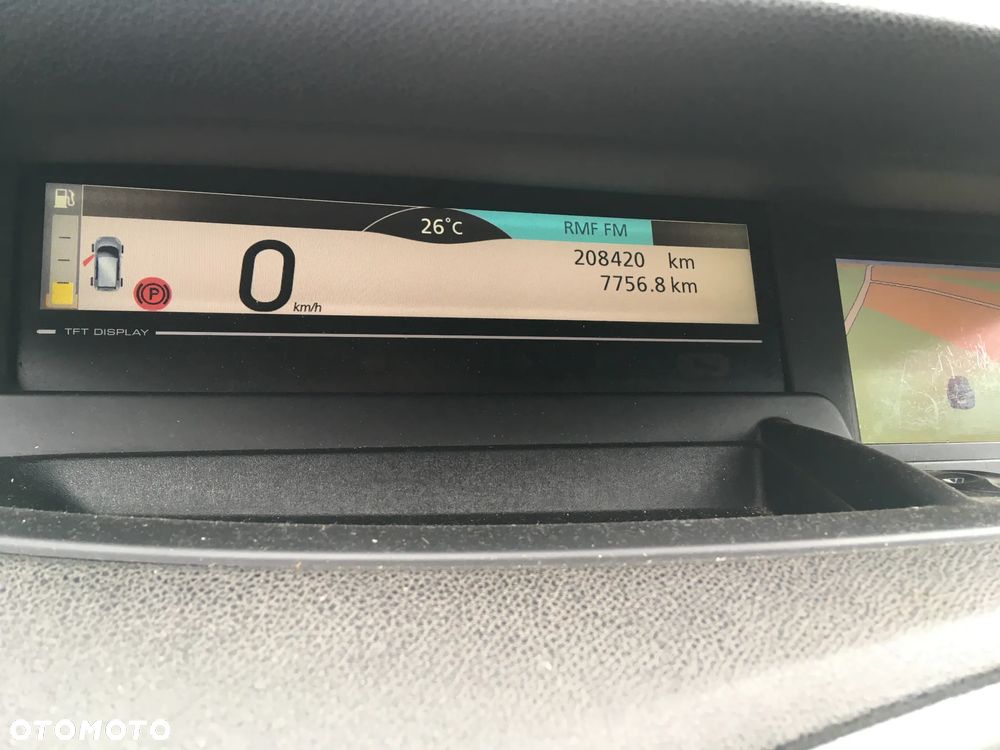 26°C
RMF FM
208420 km
7756.8 km
0 km/h
P
TFT DISPLAY
OTOMOTO